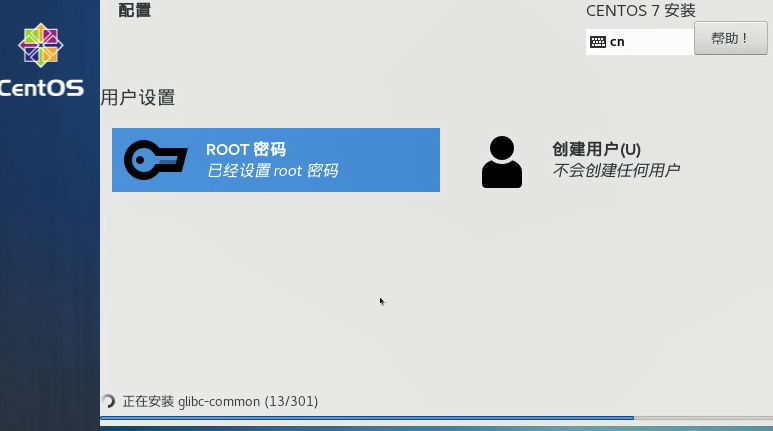 配置
CENTOS 7 安装
cn
帮助！
CentOS
用户设置
ROOT 密码
已经设置 root 密码
创建用户(U)
不会创建任何用户
正在安装 glibc-common (13/301)